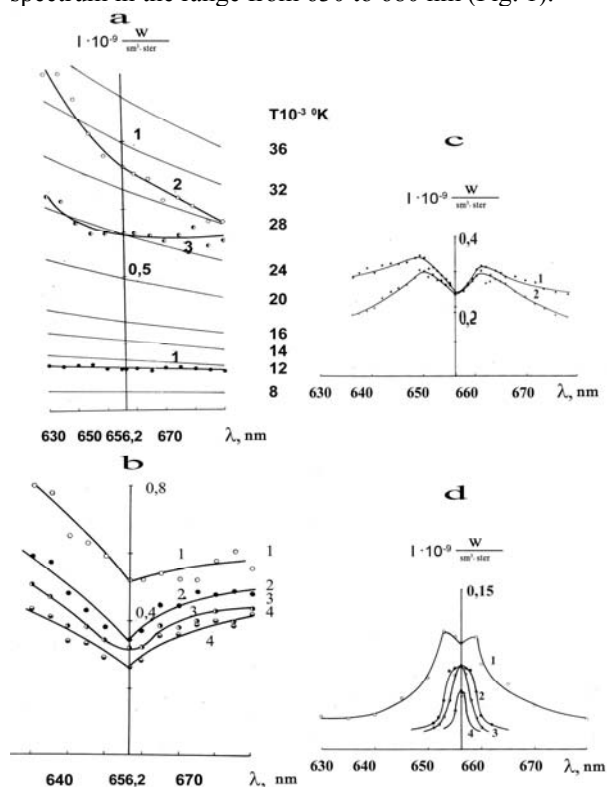 spectrum in the range from 630 to 680 nm (Fig. 1).
a
I · 10⁻⁹ W
sm³· ster
T10⁻³ ⁰K
1
36
2
32
28
3
0,5
24
20
16
14
1
12
8
630 650 656,2 670 λ, nm
b
0,8
1 1
2 2
0,4 3 3
4
4
640 656,2 670 λ, nm
c
I · 10⁻⁹ W
sm³· ster
0,4
1
2
0,2
630 640 650 660 670 λ, nm
d
I · 10⁻⁹ W
sm³· ster
0,15
1
2
4 3
630 640 650 660 670 λ, nm